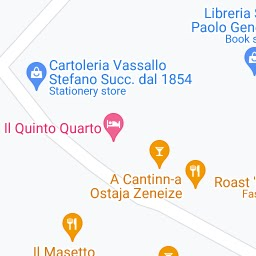 Libreria S
Paolo Gen
Book s
Cartoleria Vassallo
Stefano Succ. dal 1854
Stationery store
Il Quinto Quarto
A Cantinn-a
Ostaja Zeneize
Roast '
Fas
Il Masetto